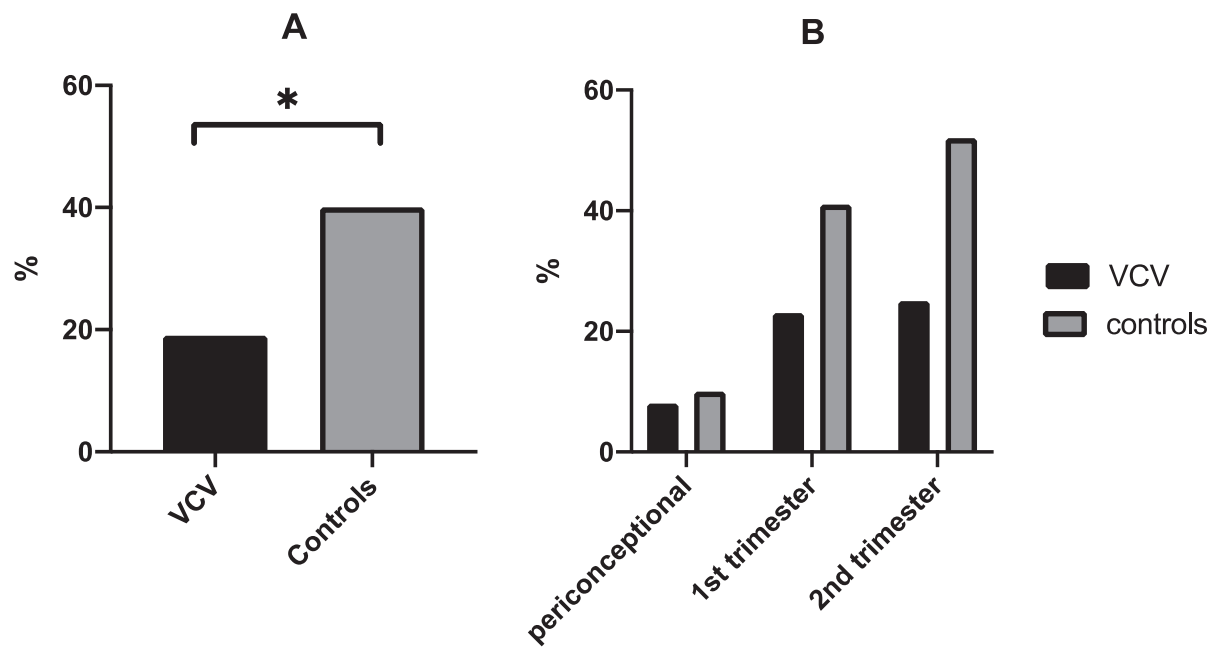 A
60
40
20
0
%
*
VCV
Controls
B
60
40
20
0
%
periconceptional
1st trimester
2nd trimester
VCV
controls